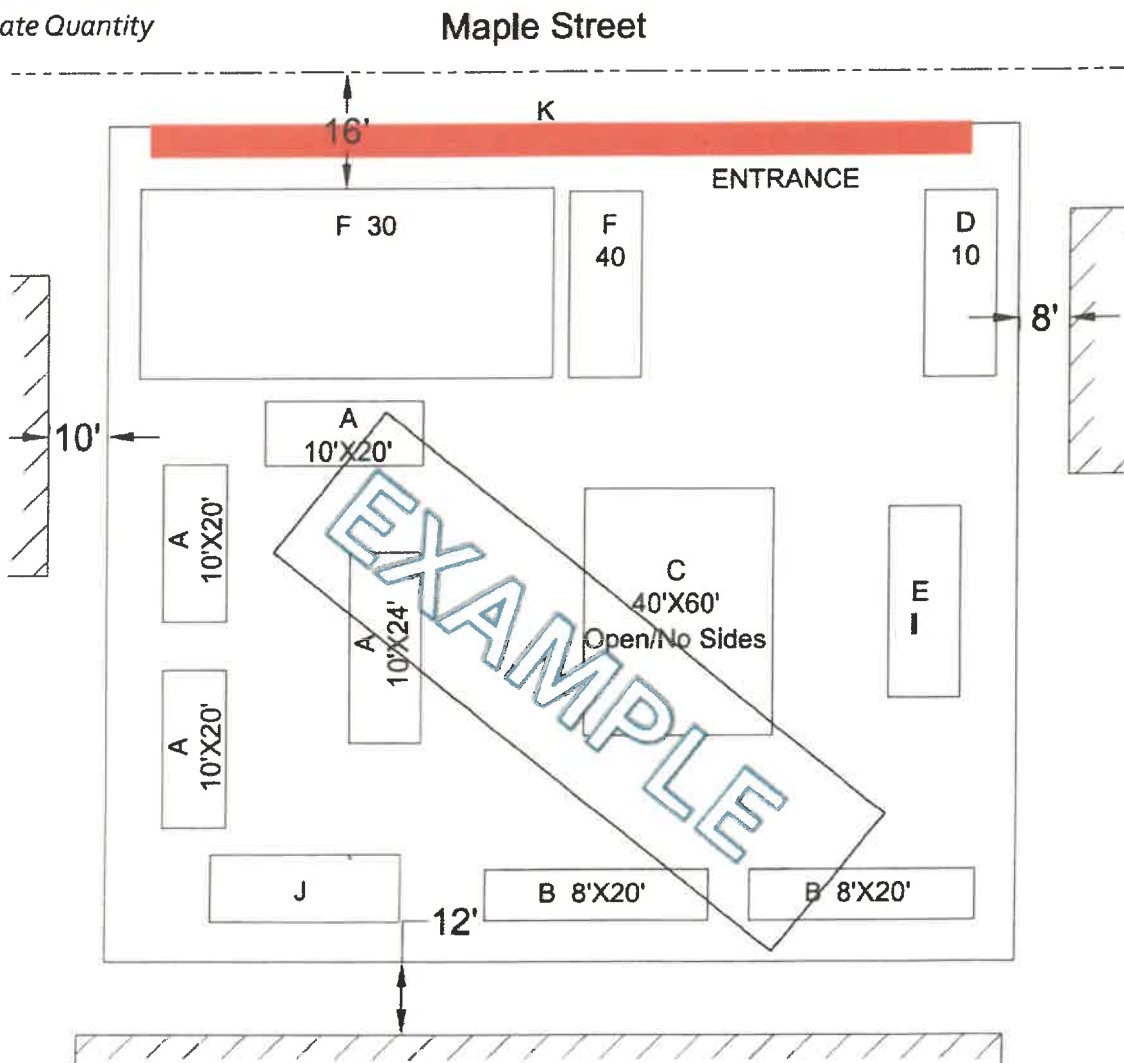 ate Quantity
Maple Street
K
16'
ENTRANCE
F 30
F
40
D
10
8'
10'
A
10'X20'
A
10'X20'
C
40'X60'
Open/No Sides
E
I
A
10'X24'
A
10'X20'
EXAMPLE
J
B 8'X20'
B 8'X20'
12'